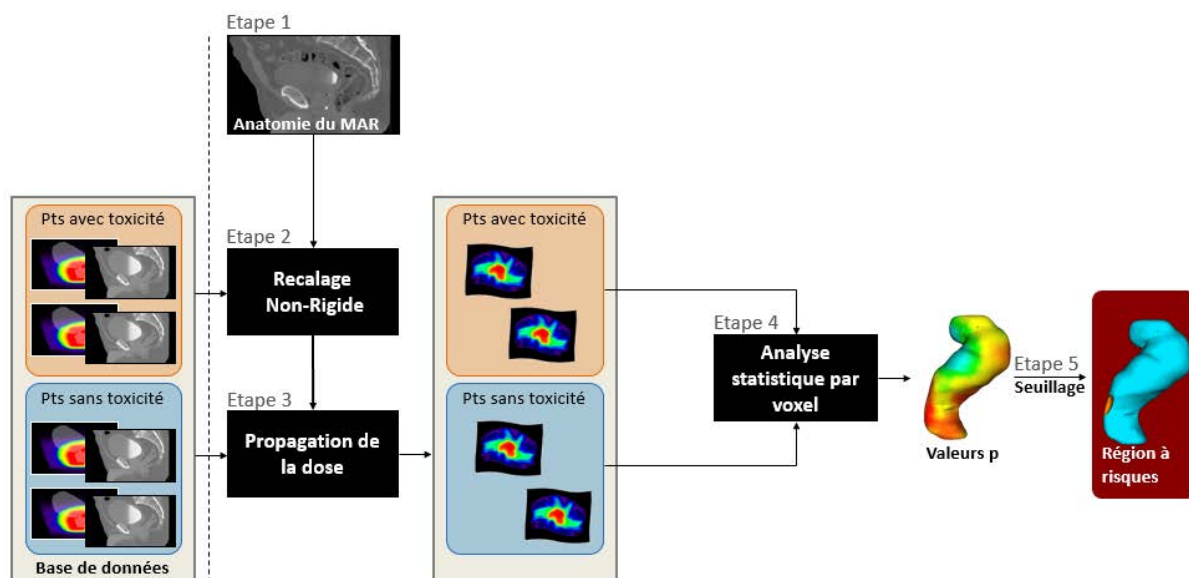 Etape 1
Anatomie du MAR
Pts avec toxicité
Pts sans toxicité
Base de données
Etape 2
Recalage
Non-Rigide
Etape 3
Propagation de
la dose
Pts avec toxicité
Pts sans toxicité
Etape 4
Analyse
statistique par
voxel
Valeurs p
Etape 5
Seuillage
Région à
risques